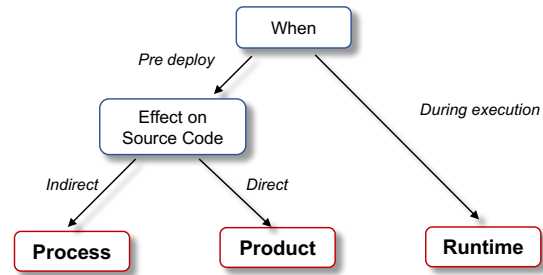 When
Pre deploy
During execution
Effect on
Source Code
Indirect
Direct
Process
Product
Runtime